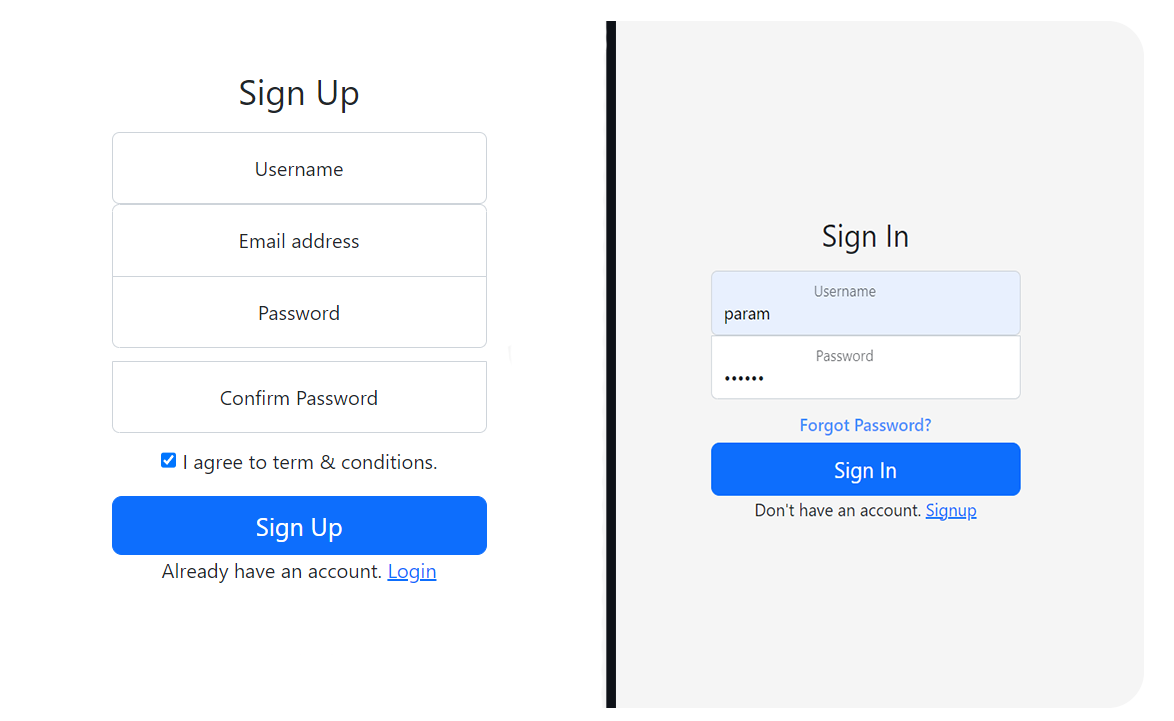 Sign Up
Username
Email address
Password
Confirm Password
I agree to term & conditions.
Sign Up
Already have an account. Login
Sign In
Username
param
Password
••••••
Forgot Password?
Sign In
Don't have an account. Signup